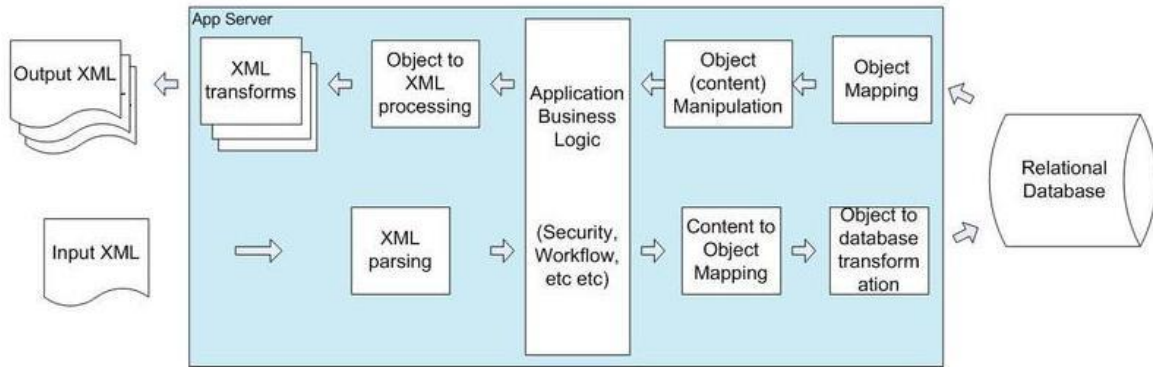 App Server
Output XML
XML
transforms
Object to
XML
processing
Application
Business
Logic
(Security,
Workflow,
etc etc)
Object
(content)
Manipulation
Object
Mapping
Relational
Database
Input XML
XML
parsing
Content to
Object
Mapping
Object to
database
transform
ation